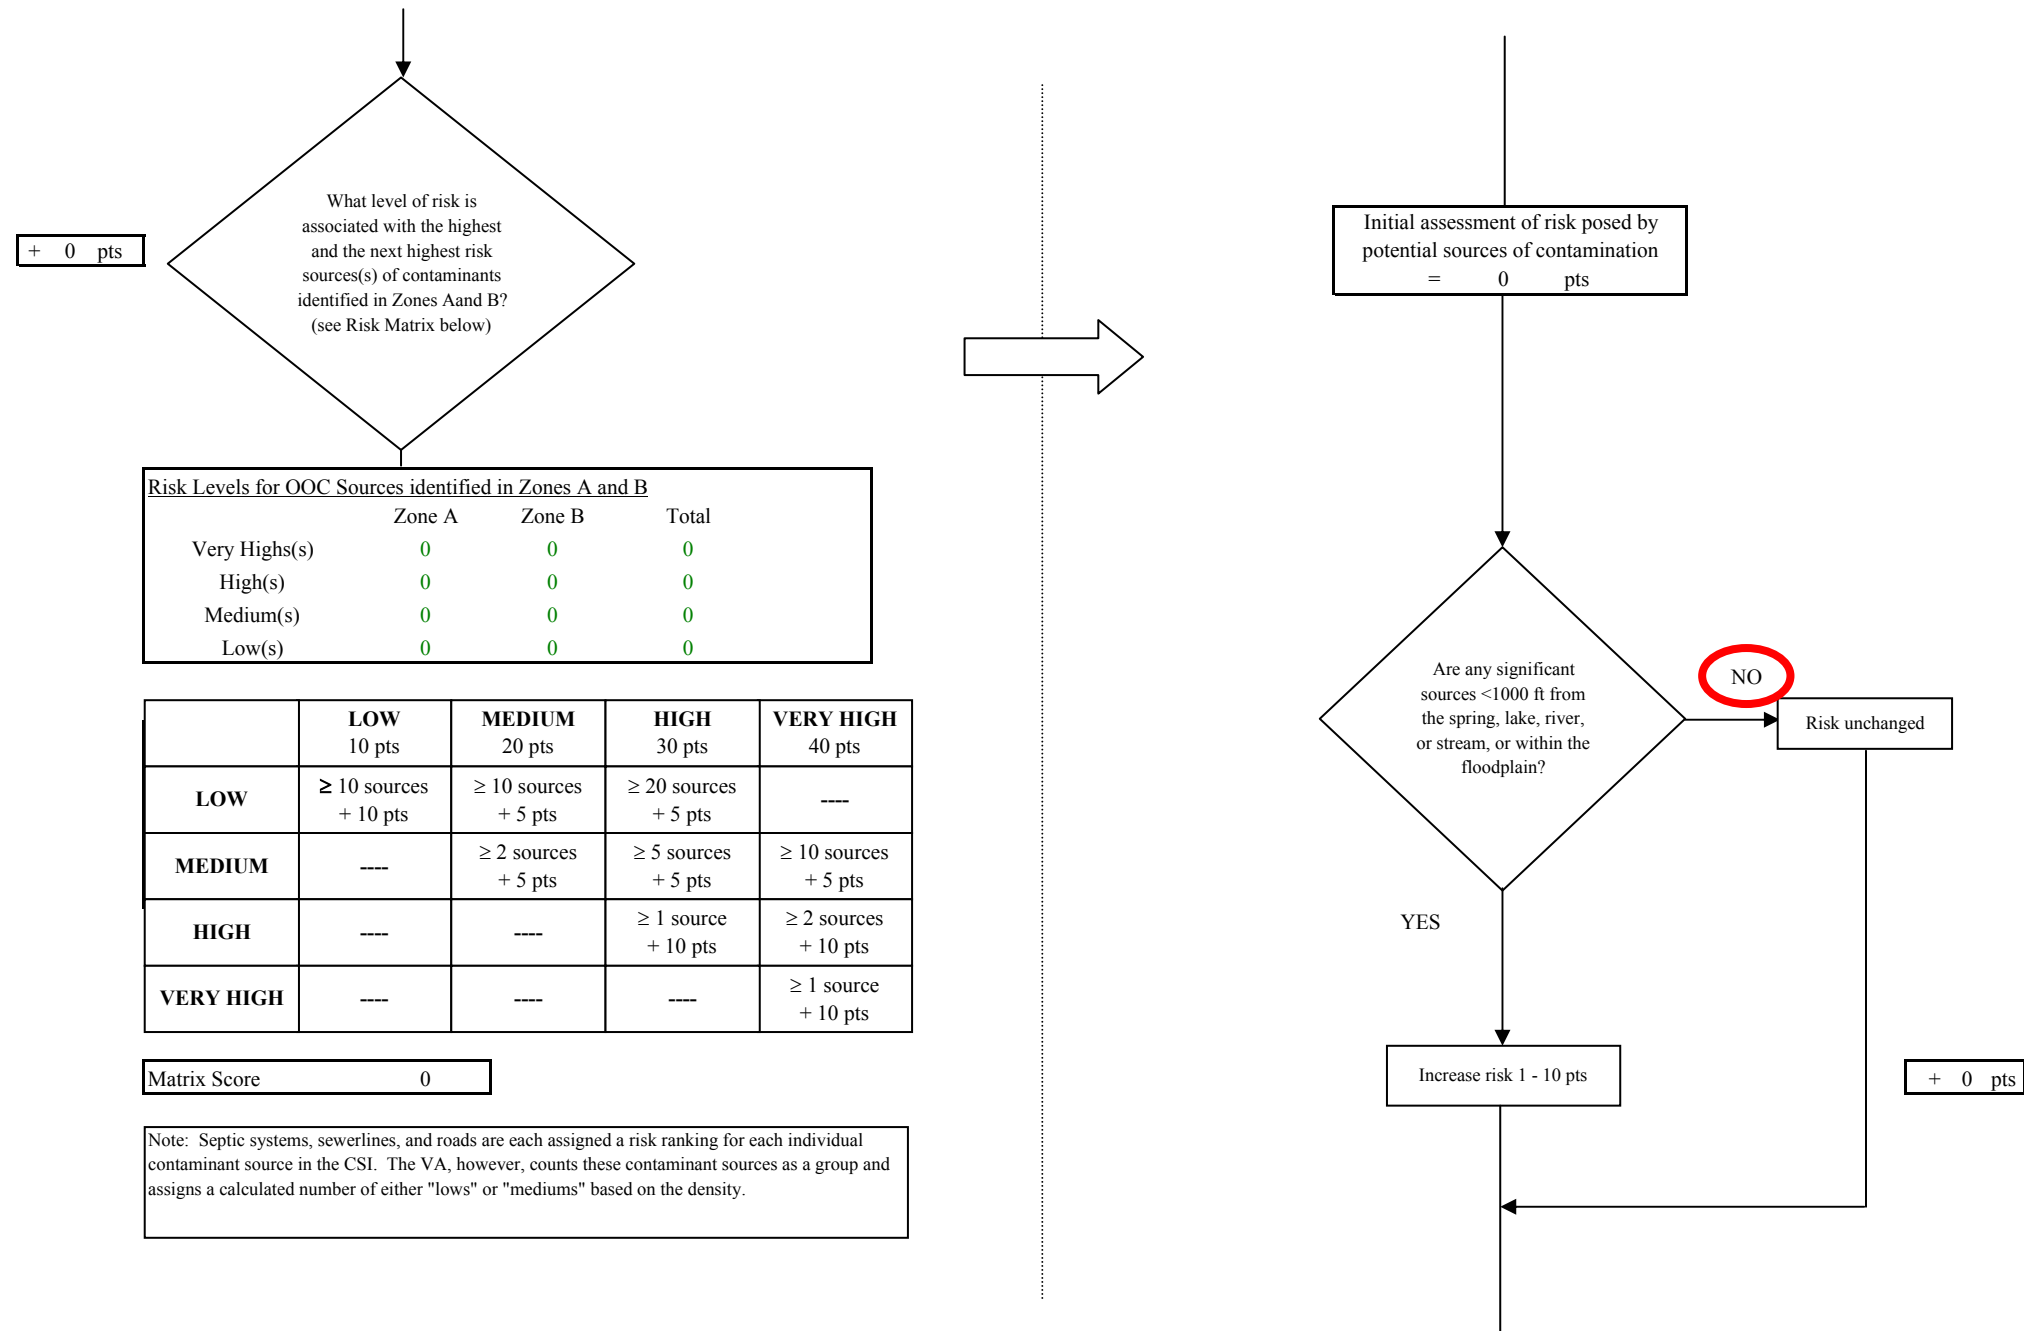 What level of risk is
associated with the highest
and the next highest risk
sources(s) of contaminants
identified in Zones Aand B?
(see Risk Matrix below)
+ 0 pts
Risk Levels for OOC Sources identified in Zones A and B
Zone A Zone B Total
Very Highs(s) 0 0 0
High(s) 0 0 0
Medium(s) 0 0 0
Low(s) 0 0 0
LOW MEDIUM HIGH VERY HIGH
10 pts 20 pts 30 pts 40 pts
LOW
≥ 10 sources ≥ 10 sources ≥ 20 sources ----
+ 10 pts + 5 pts + 5 pts
MEDIUM
---- ≥ 2 sources ≥ 5 sources ≥ 10 sources
+ 5 pts + 5 pts + 5 pts
HIGH
---- ---- ≥ 1 source ≥ 2 sources
+ 10 pts + 10 pts
VERY HIGH
---- ---- ---- ≥ 1 source
+ 10 pts
Matrix Score 0
Note: Septic systems, sewerlines, and roads are each assigned a risk ranking for each individual
contaminant source in the CSI. The VA, however, counts these contaminant sources as a group and
assigns a calculated number of either "lows" or "mediums" based on the density.
Initial assessment of risk posed by
potential sources of contamination
= 0 pts
Are any significant
sources <1000 ft from
the spring, lake, river,
or stream, or within the
floodplain?
NO
Risk unchanged
YES
Increase risk 1 - 10 pts
+ 0 pts